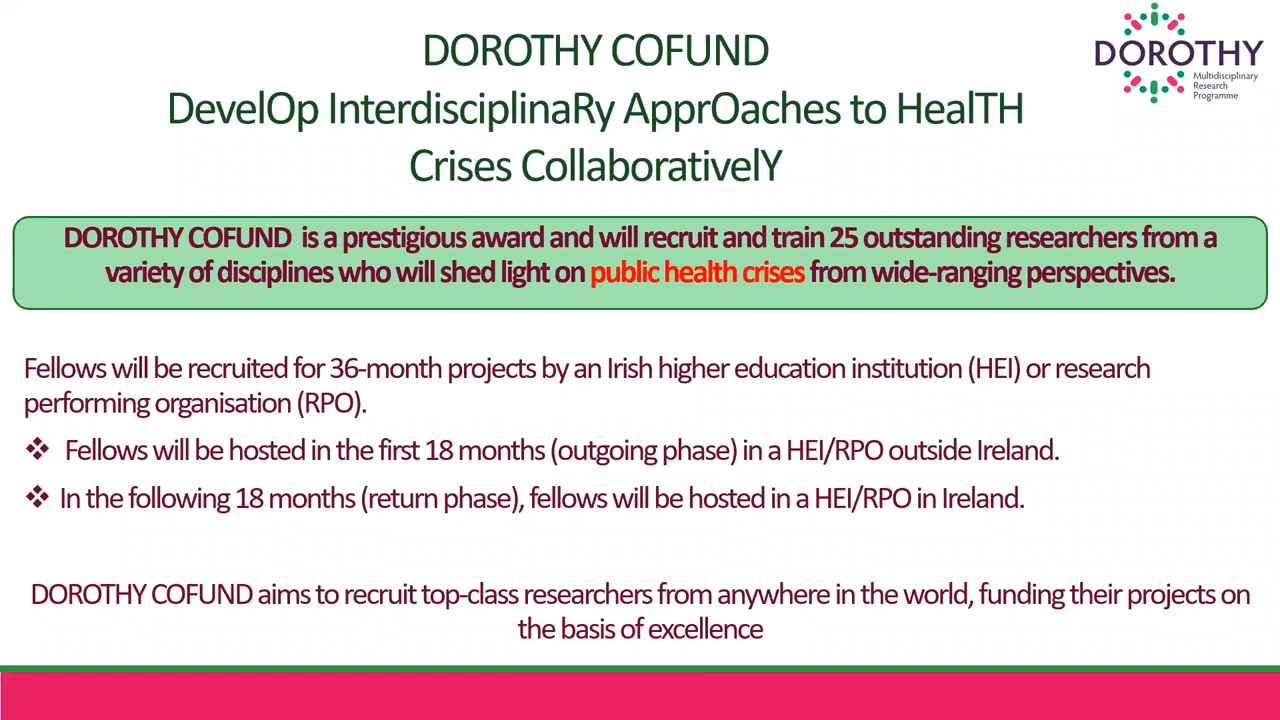 DOROTHY COFUND
DevelOp InterdisciplinaRy ApprOaches to HealTH
Crises CollaborativelY
DOROTHY
Multidisciplinary
Research
Programme
DOROTHY COFUND is a prestigious award and will recruit and train 25 outstanding researchers from a
variety of disciplines who will shed light on public health crises from wide-ranging perspectives.
Fellows will be recruited for 36-month projects by an Irish higher education institution (HEI) or research
performing organisation (RPO).
❖ Fellows will be hosted in the first 18 months (outgoing phase) in a HEI/RPO outside Ireland.
❖ In the following 18 months (return phase), fellows will be hosted in a HEI/RPO in Ireland.
DOROTHY COFUND aims to recruit top-class researchers from anywhere in the world, funding their projects on
the basis of excellence